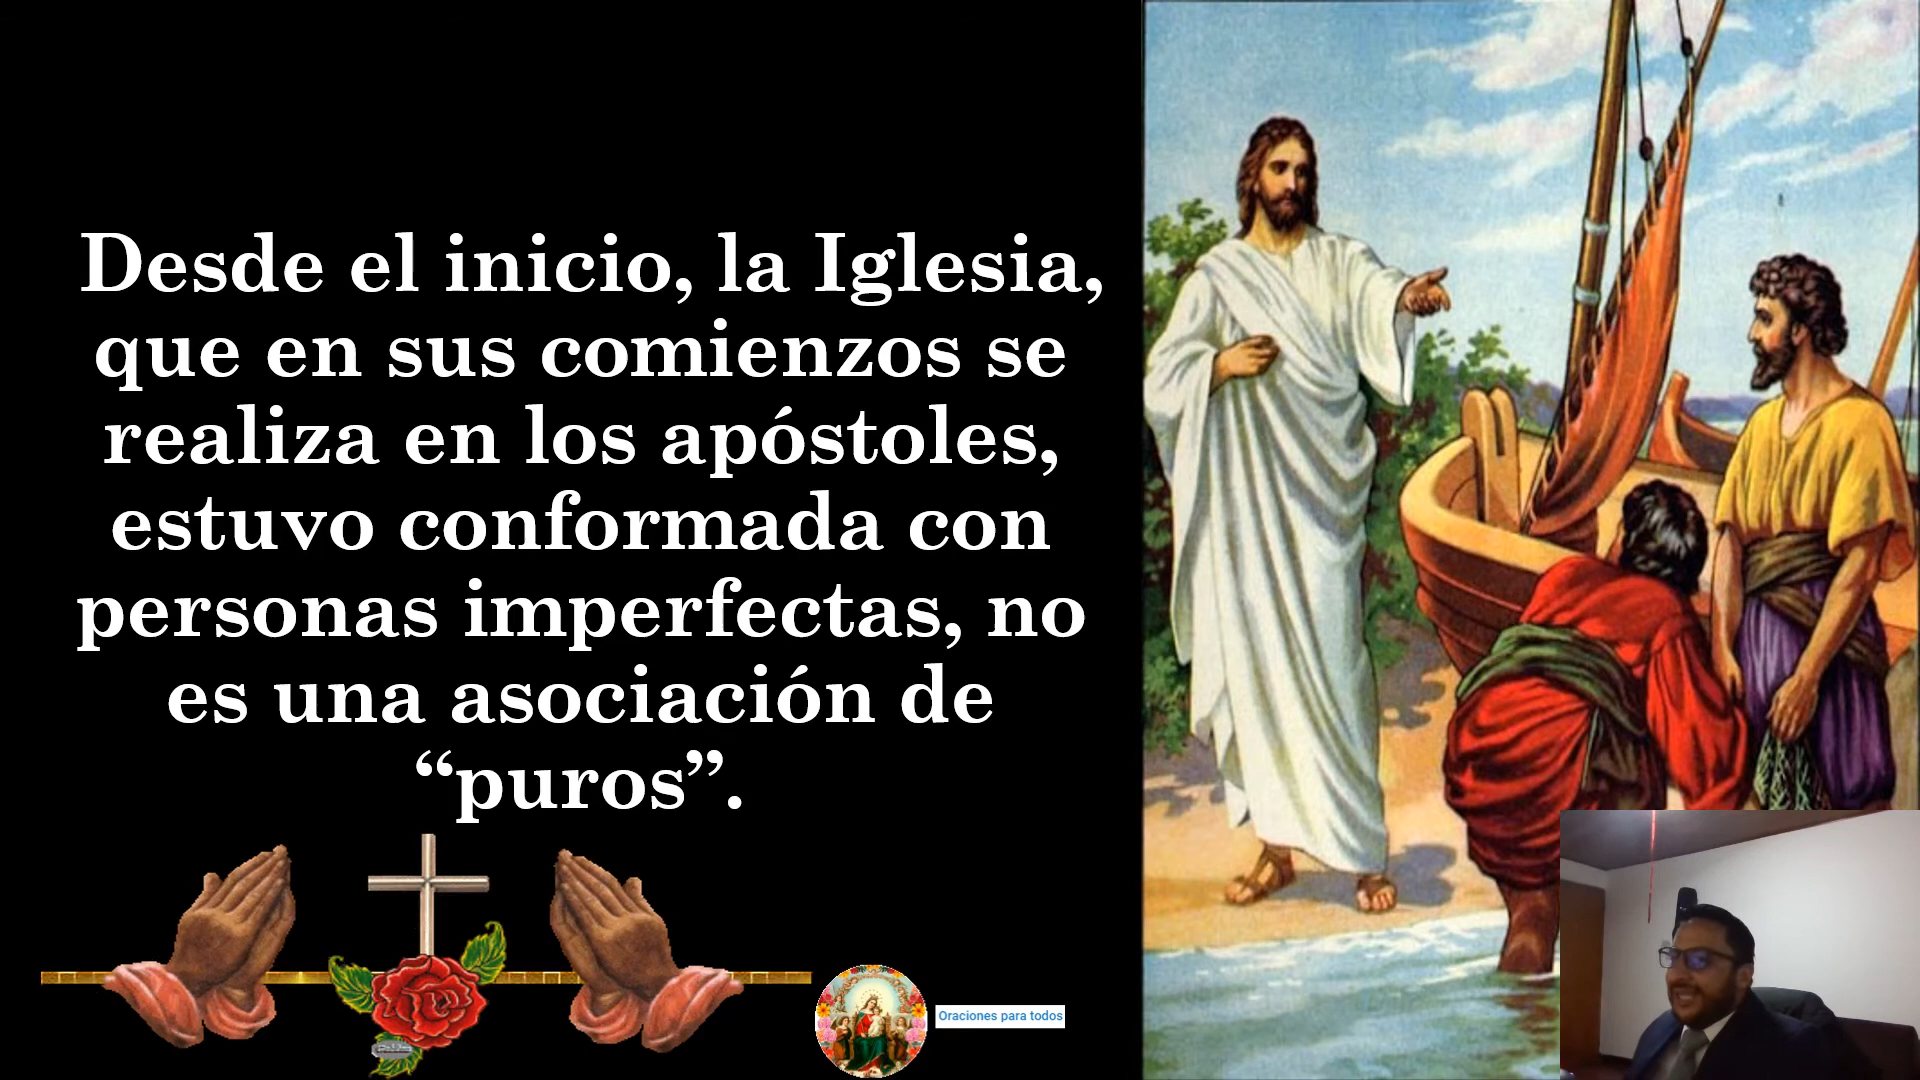 Desde el inicio, la Iglesia,
que en sus comienzos se
realiza en los apóstoles,
estuvo conformada con
personas imperfectas, no
es una asociación de
“puros”.
Oraciones para todos